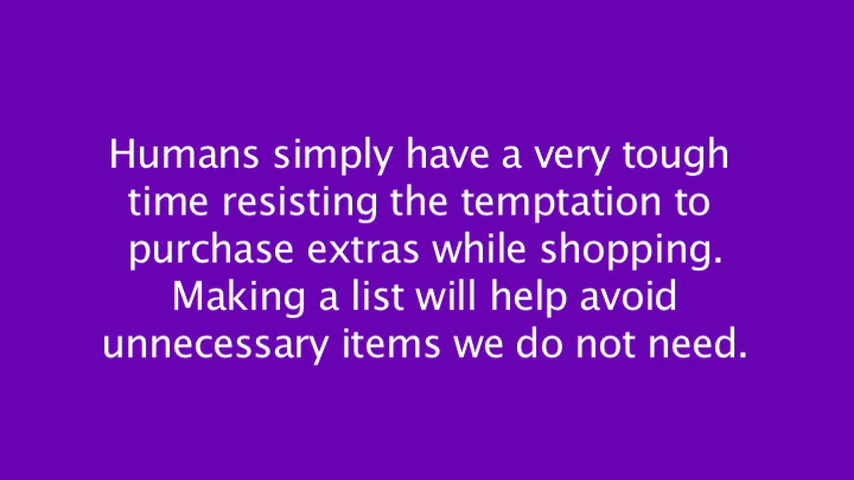 Humans simply have a very tough
time resisting the temptation to
purchase extras while shopping.
Making a list will help avoid
unnecessary items we do not need.